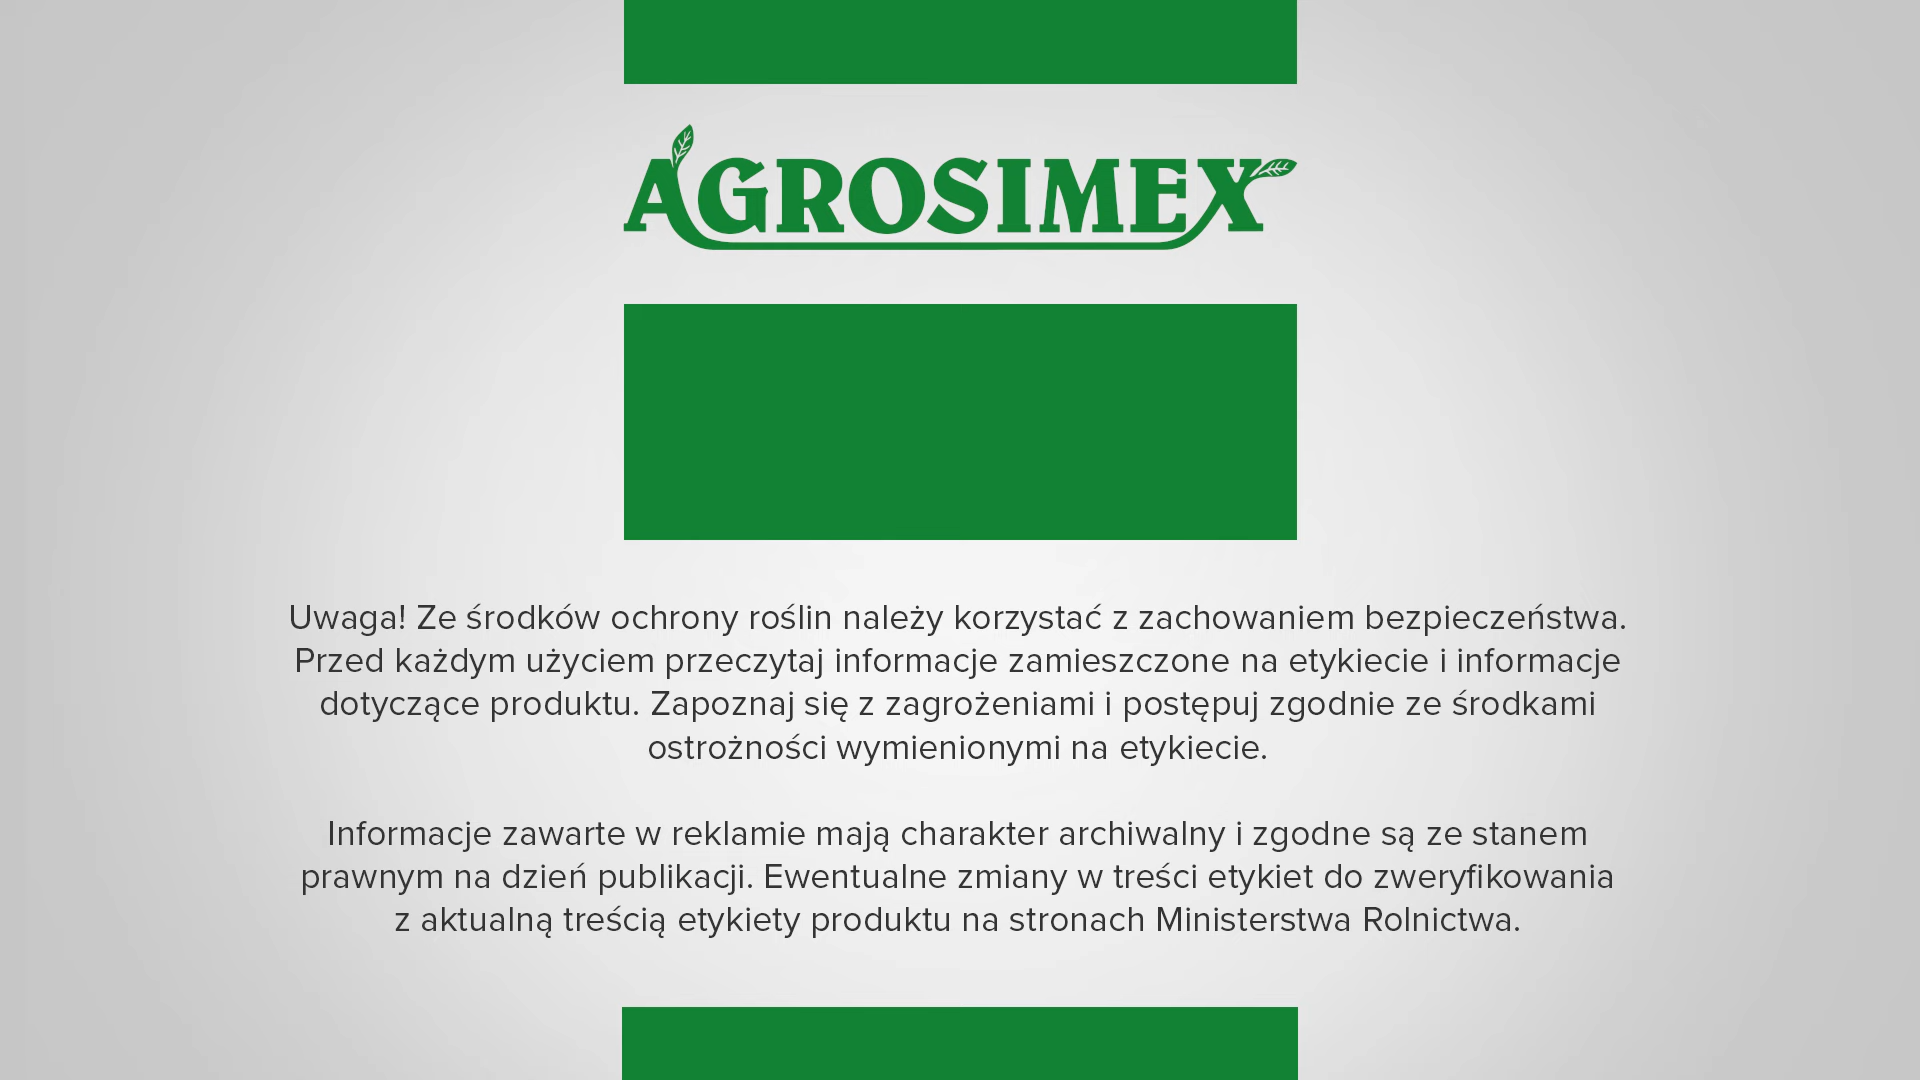 AGROSIMEX
Uwaga! Ze środków ochrony roślin należy korzystać z zachowaniem bezpieczeństwa.
Przed każdym użyciem przeczytaj informacje zamieszczone na etykiecie i informacje
dotyczące produktu. Zapoznaj się z zagrożeniami i postępuj zgodnie ze środkami
ostrożności wymienionymi na etykiecie.
Informacje zawarte w reklamie mają charakter archiwalny i zgodne są ze stanem
prawnym na dzień publikacji. Ewentualne zmiany w treści etykiet do zweryfikowania
z aktualną treścią etykiety produktu na stronach Ministerstwa Rolnictwa.